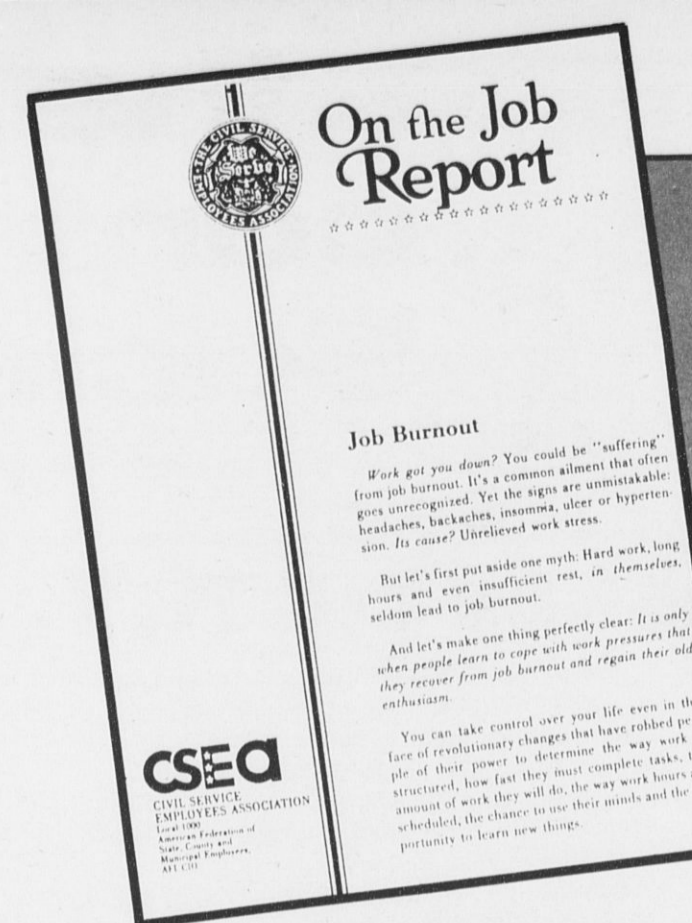 THE CIVIL SERVICE EMPLOYEES ASSOCIATION
We
Serve
On the Job
Report
Job Burnout
Work got you down? You could be "suffering"
from job burnout. It's a common ailment that often
goes unrecognized. Yet the signs are unmistakable:
headaches, backaches, insomnia, ulcer or hyperten-
sion. Its cause? Unrelieved work stress.
But let's first put aside one myth: Hard work, long
hours and even insufficient rest, in themselves,
seldom lead to job burnout.
And let's make one thing perfectly clear: It is only
when people learn to cope with work pressures that
they recover from job burnout and regain their old
enthusiasm.
You can take control over your life even in th
face of revolutionary changes that have robbed pe
ple of their power to determine the way work
structured, how fast they must complete tasks, t
amount of work they will do, the way work hours a
scheduled, the chance to use their minds and the
portunity to learn new things.
CSEA
CIVIL SERVICE
EMPLOYEES ASSOCIATION
Local 1000
American Federation of
State, County and
Municipal Employees,
AFL-CIO